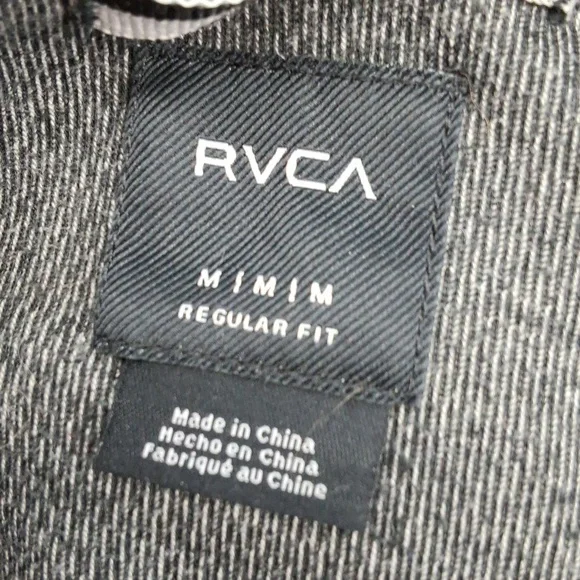 RVCA
M | M | M
REGULAR FIT
Made in China
Hecho en China
Fabriqué au Chine